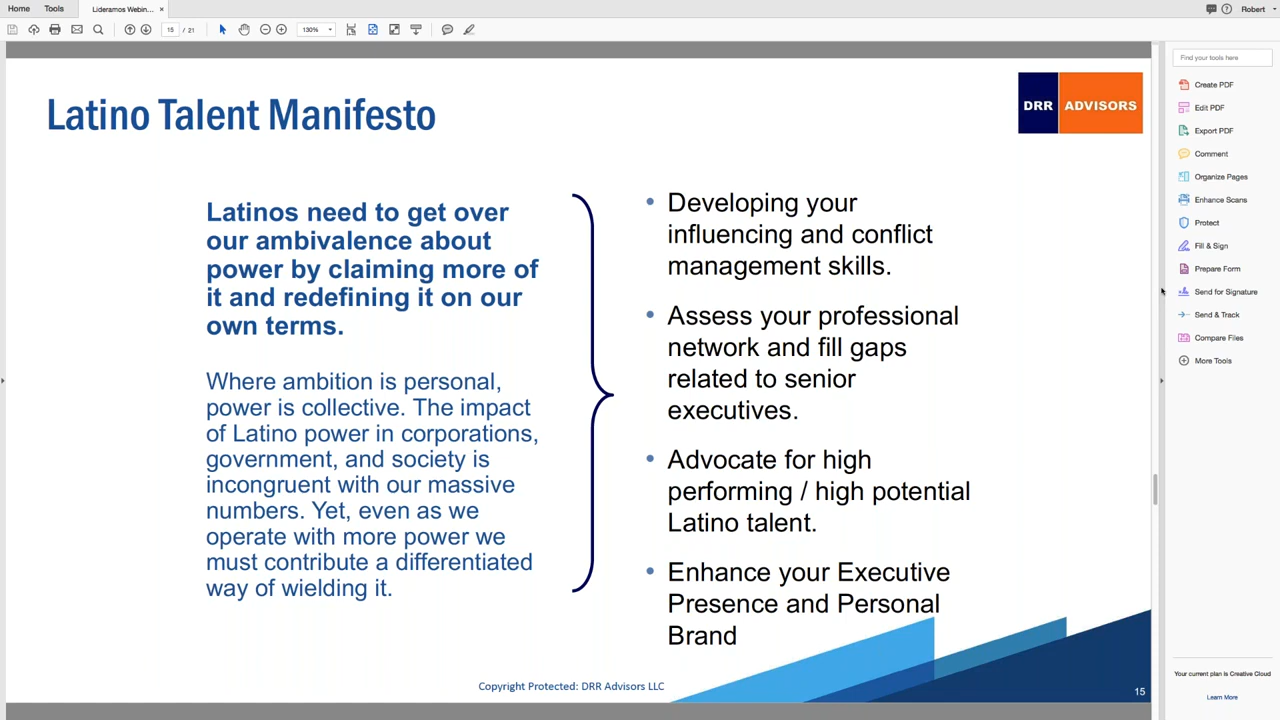 Home
Tools
Lideramos Webin...
×
Robert
15 / 21
130%
Latino Talent Manifesto
DRR ADVISORS
Latinos need to get over
our ambivalence about
power by claiming more of
it and redefining it on our
own terms.
Where ambition is personal,
power is collective. The impact
of Latino power in corporations,
government, and society is
incongruent with our massive
numbers. Yet, even as we
operate with more power we
must contribute a differentiated
way of wielding it.
• Developing your
influencing and conflict
management skills.
• Assess your professional
network and fill gaps
related to senior
executives.
• Advocate for high
performing / high potential
Latino talent.
• Enhance your Executive
Presence and Personal
Brand
Copyright Protected: DRR Advisors LLC
15
Find your tools here
Create PDF
Edit PDF
Export PDF
Comment
Organize Pages
Enhance Scans
Protect
Fill & Sign
Prepare Form
Send for Signature
Send & Track
Compare Files
More Tools
Your current plan is Creative Cloud
Learn More